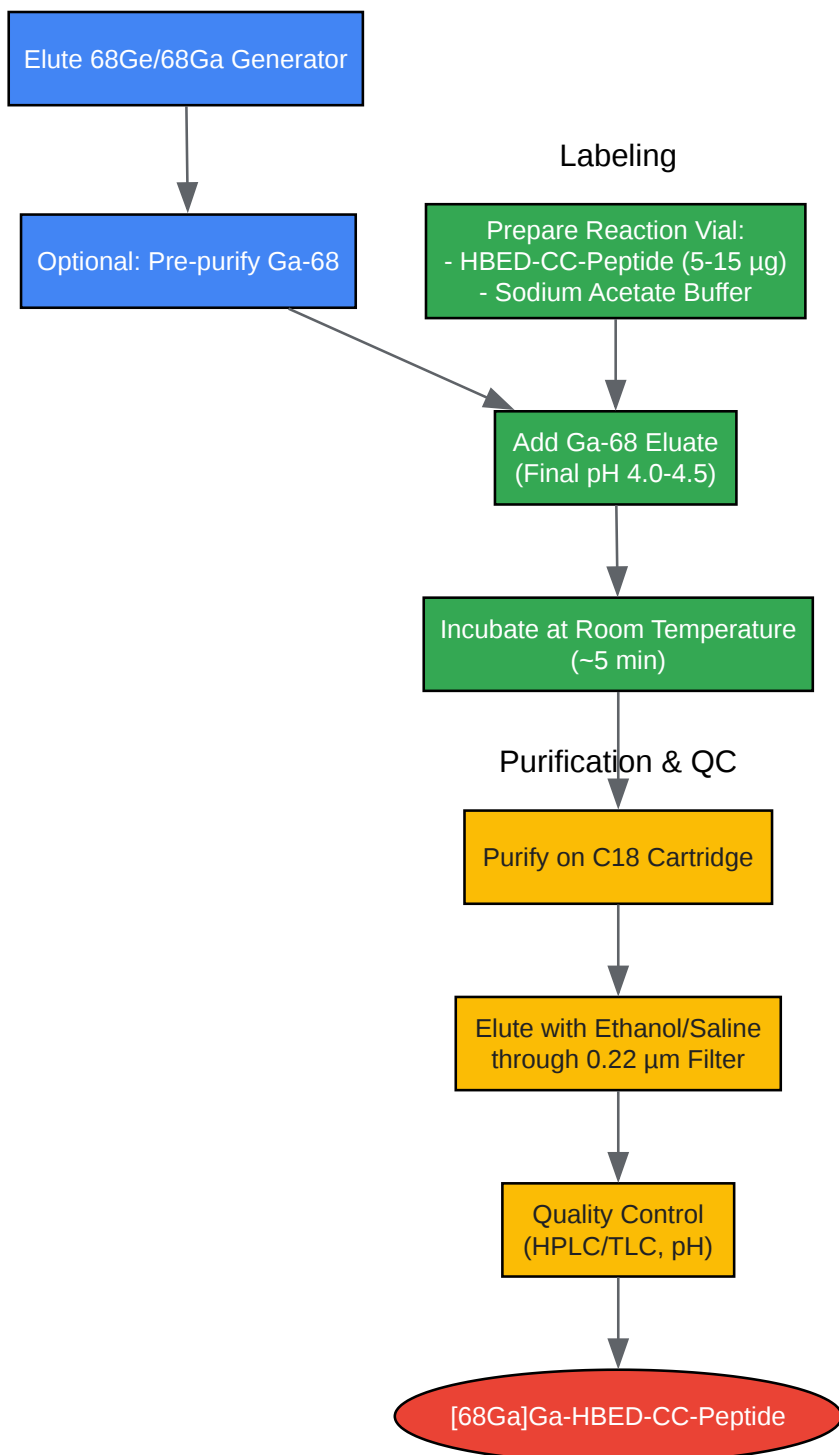 Elute 68Ge/68Ga Generator
Optional: Pre-purify Ga-68
Labeling
Prepare Reaction Vial:
- HBED-CC-Peptide (5-15 µg)
- Sodium Acetate Buffer
Add Ga-68 Eluate
(Final pH 4.0-4.5)
Incubate at Room Temperature
(~5 min)
Purification & QC
Purify on C18 Cartridge
Elute with Ethanol/Saline
through 0.22 µm Filter
Quality Control
(HPLC/TLC, pH)
[68Ga]Ga-HBED-CC-Peptide